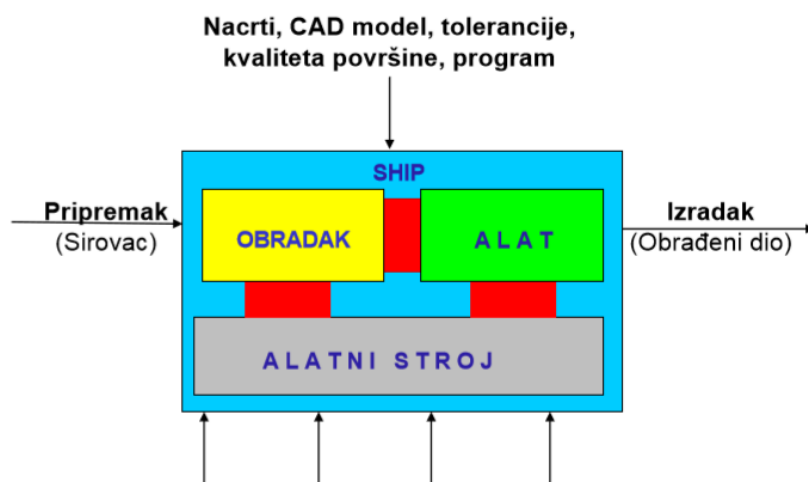 Nacrti, CAD model, tolerancije,
kvaliteta površine, program
SHIP
Pripremak
(Sirovac)
OBRADAK
A L A T
Izradak
(Obrađeni dio)
A L A T N I   S T R O J